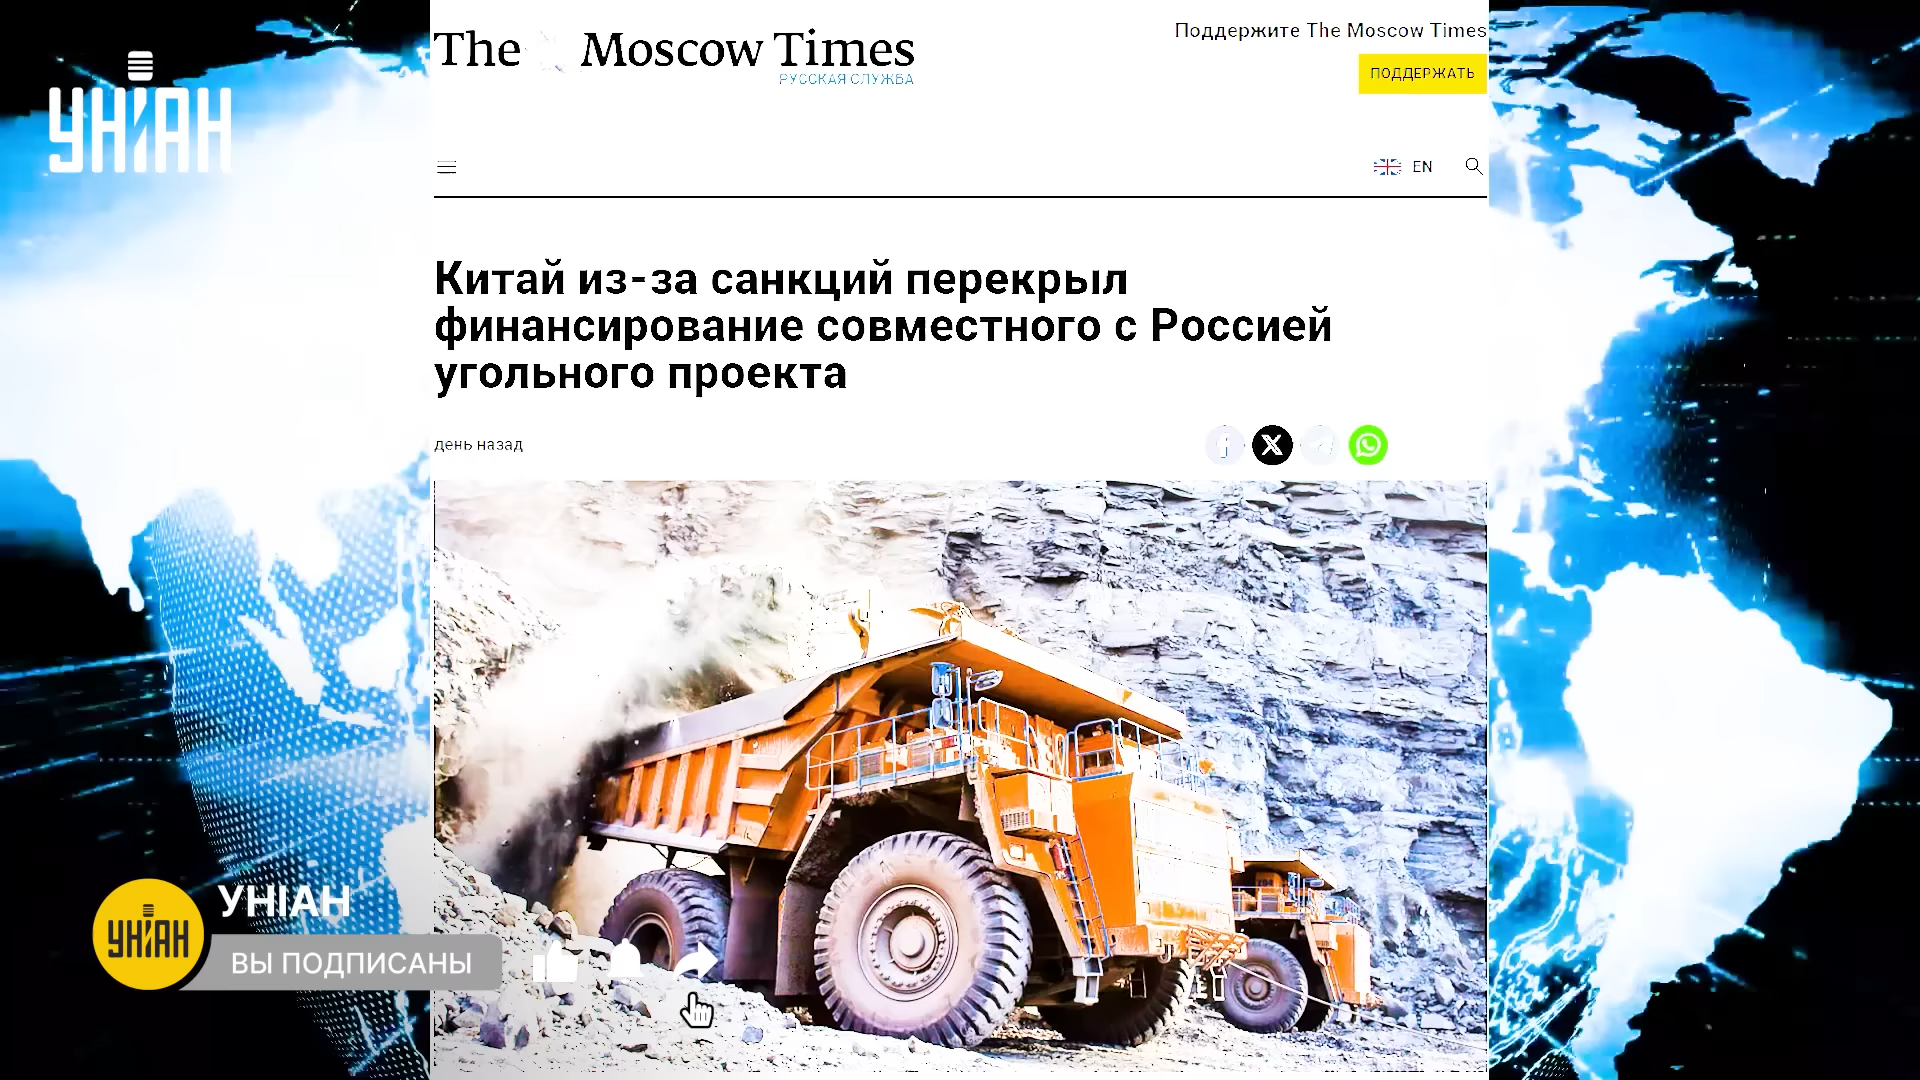 The Moscow Times
РУССКАЯ СЛУЖБА
Поддержите The Moscow Times
ПОДДЕРЖАТЬ
УНІАН
EN
Китай из-за санкций перекрыл
финансирование совместного с Россией
угольного проекта
день назад
УНІАН
УНІАН
ВЫ ПОДПИСАНЫ